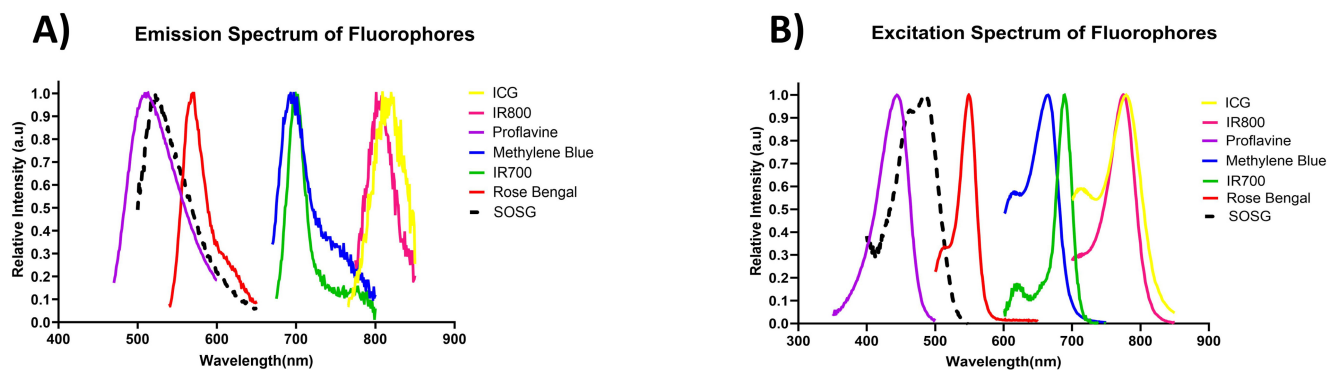 A)
Emission Spectrum of Fluorophores
Relative Intensity (a.u)
1.0
0.9
0.8
0.7
0.6
0.5
0.4
0.3
0.2
0.1
0.0
400
500
600
700
800
900
Wavelength(nm)
ICG
IR800
Proflavine
Methylene Blue
IR700
Rose Bengal
SOSG
B)
Excitation Spectrum of Fluorophores
Relative Intensity (a.u)
1.0
0.9
0.8
0.7
0.6
0.5
0.4
0.3
0.2
0.1
0.0
300
400
500
600
700
800
900
Wavelength(nm)
ICG
IR800
Proflavine
Methylene Blue
IR700
Rose Bengal
SOSG